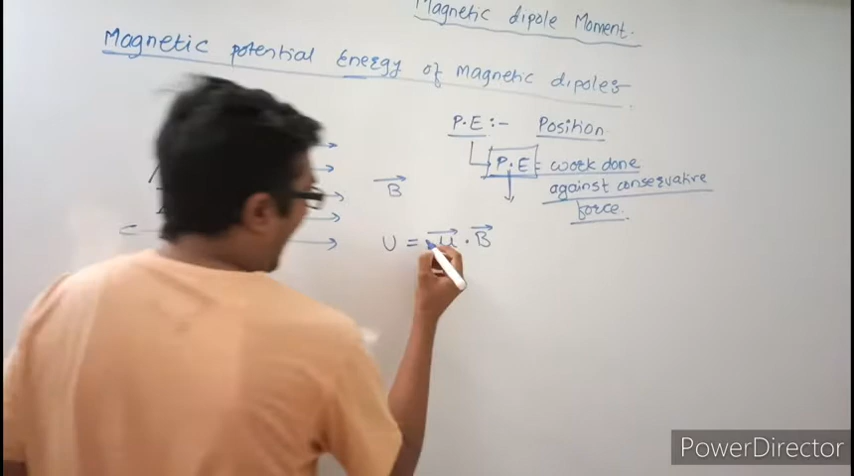 Magnetic dipole Moment.
Magnetic potential Energy of magnetic dipoles
P.E :- Position
P.E = work done
against conservative
force.
B
U = μ · B
PowerDirector